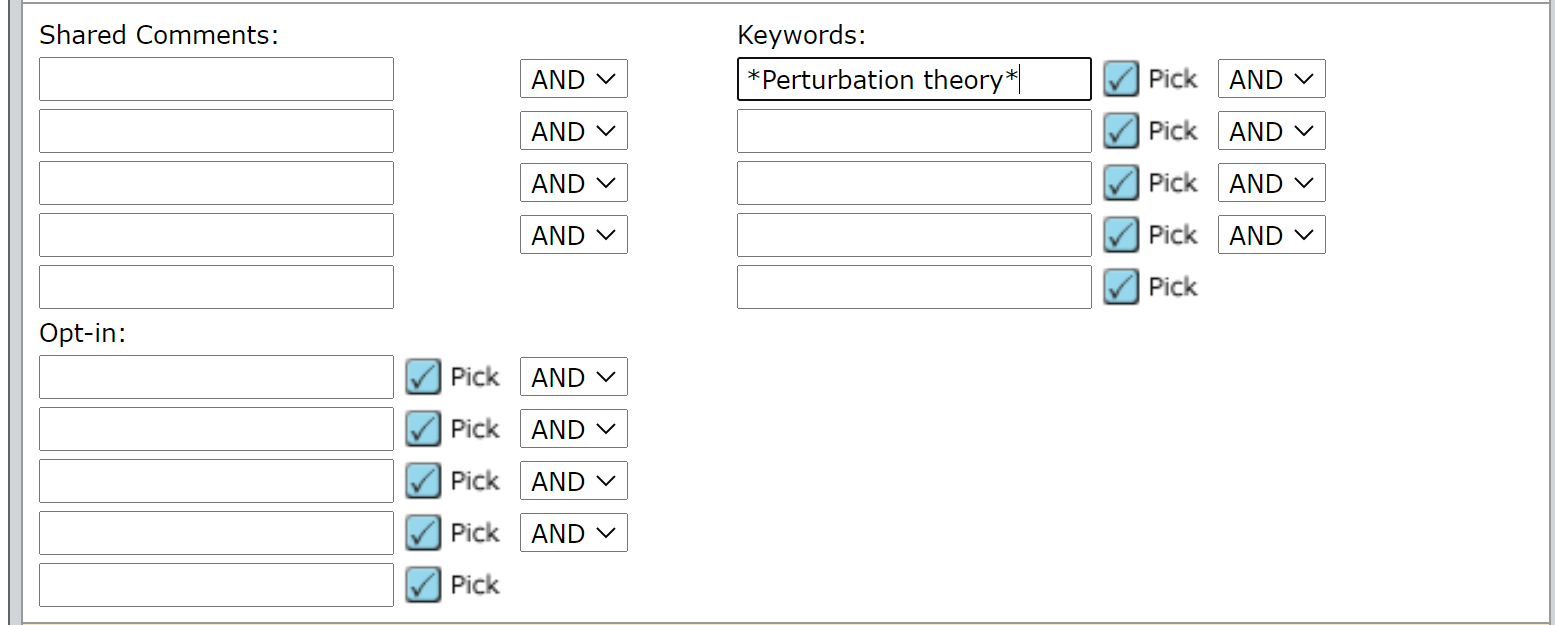 Shared Comments:
Keywords:
AND
*Perturbation theory*
Pick
AND
AND
Pick
AND
AND
Pick
AND
AND
Pick
AND
Pick
Opt-in:
Pick
AND
Pick
AND
Pick
AND
Pick
AND
Pick